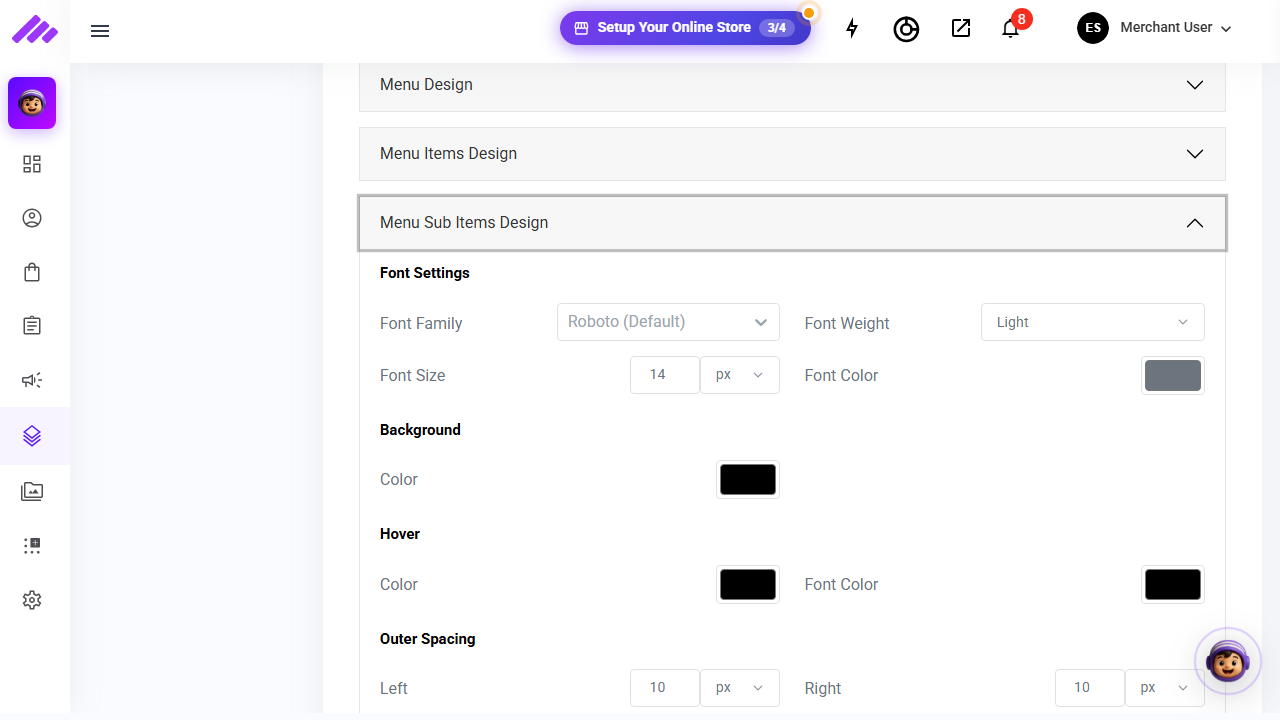 Setup Your Online Store 3/4
8
ES Merchant User
Menu Design
Menu Items Design
Menu Sub Items Design
Font Settings
Font Family Roboto (Default) Font Weight Light
Font Size 14 px Font Color
Background
Color
Hover
Color Font Color
Outer Spacing
Left 10 px Right 10 px